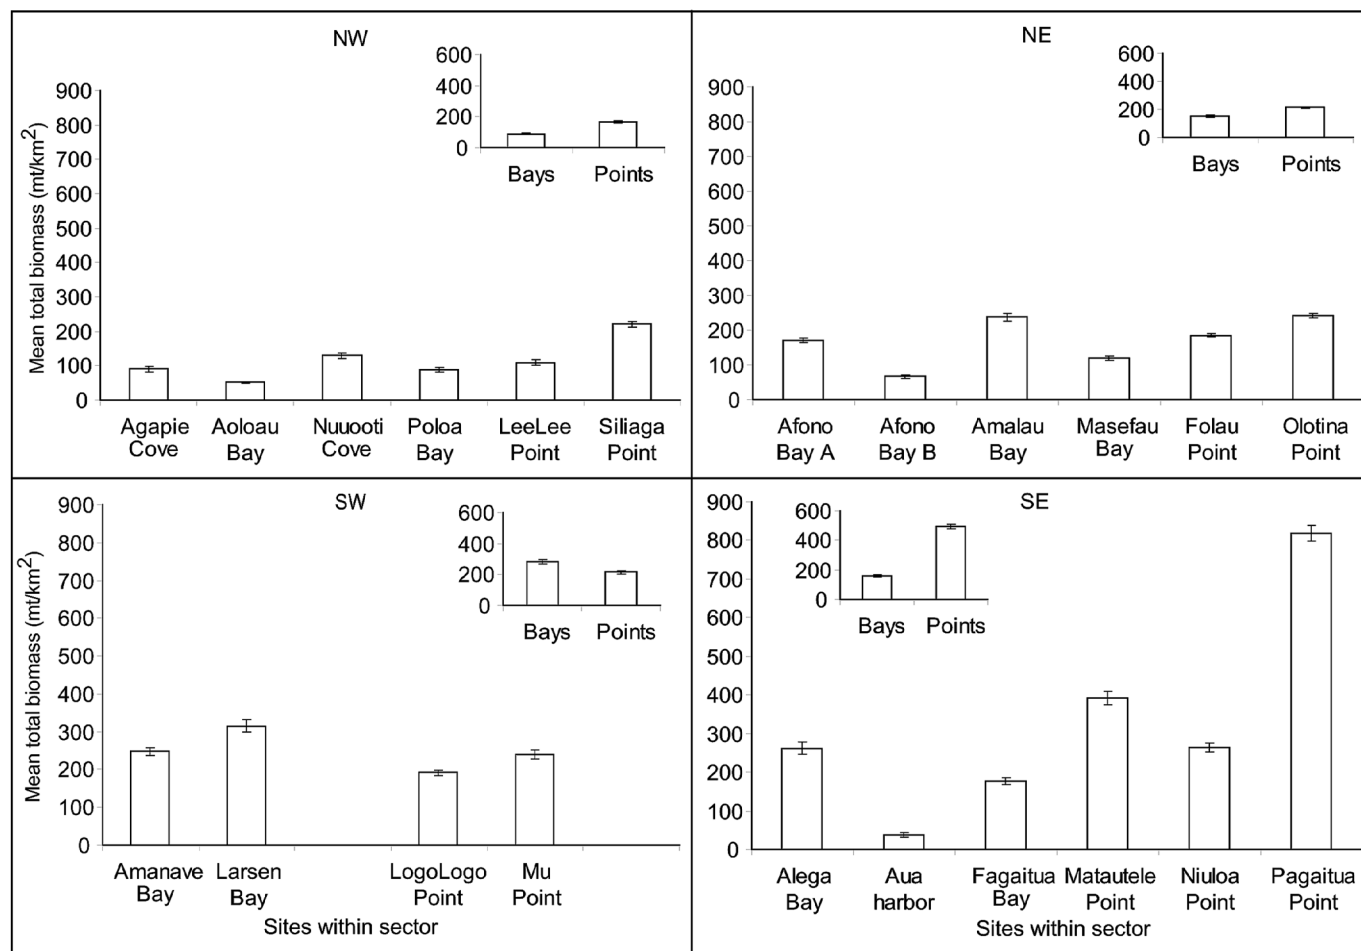 NW
Mean total biomass (mt/km²)
900
800
700
600
500
400
300
200
100
0
600
400
200
0
Bays Points
Agapie Aoloau Nuuooti Poloa LeeLee Siliaga
Cove Bay Cove Bay Point Point
NE
900
800
700
600
500
400
300
200
100
0
600
400
200
0
Bays Points
Afono Afono Amalau Masefau Folau Olotina
Bay A Bay B Bay Bay Point Point
SW
Mean total biomass (mt/km²)
900
800
700
600
500
400
300
200
100
0
600
400
200
0
Bays Points
Amanave Larsen LogoLogo Mu
Bay Bay Point Point
Sites within sector
SE
900
800
700
600
500
400
300
200
100
0
600
400
200
0
Bays Points
Alega Aua Fagaitua Matautele Niuloa Pagaitua
Bay harbor Bay Point Point Point
Sites within sector